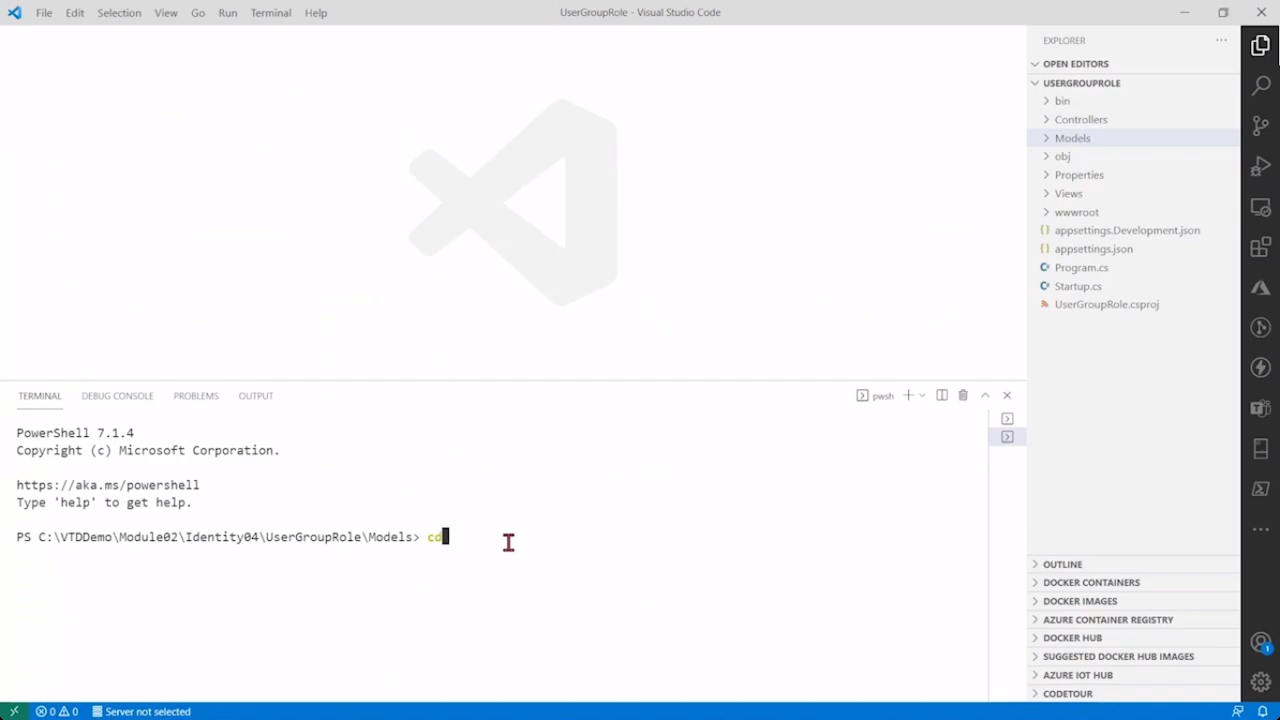 File Edit Selection View Go Run Terminal Help
UserGroupRole - Visual Studio Code
EXPLORER
OPEN EDITORS
USERGROUPROLE
bin
Controllers
Models
obj
Properties
Views
wwwroot
appsettings.Development.json
appsettings.json
Program.cs
Startup.cs
UserGroupRole.csproj
TERMINAL DEBUG CONSOLE PROBLEMS OUTPUT
pwsh
PowerShell 7.1.4
Copyright (c) Microsoft Corporation.
https://aka.ms/powershell
Type 'help' to get help.
PS C:\VTDDemo\Module02\Identity04\UserGroupRole\Models> cd
OUTLINE
DOCKER CONTAINERS
DOCKER IMAGES
AZURE CONTAINER REGISTRY
DOCKER HUB
SUGGESTED DOCKER HUB IMAGES
AZURE IOT HUB
CODETOUR
1
0 0 Server not selected